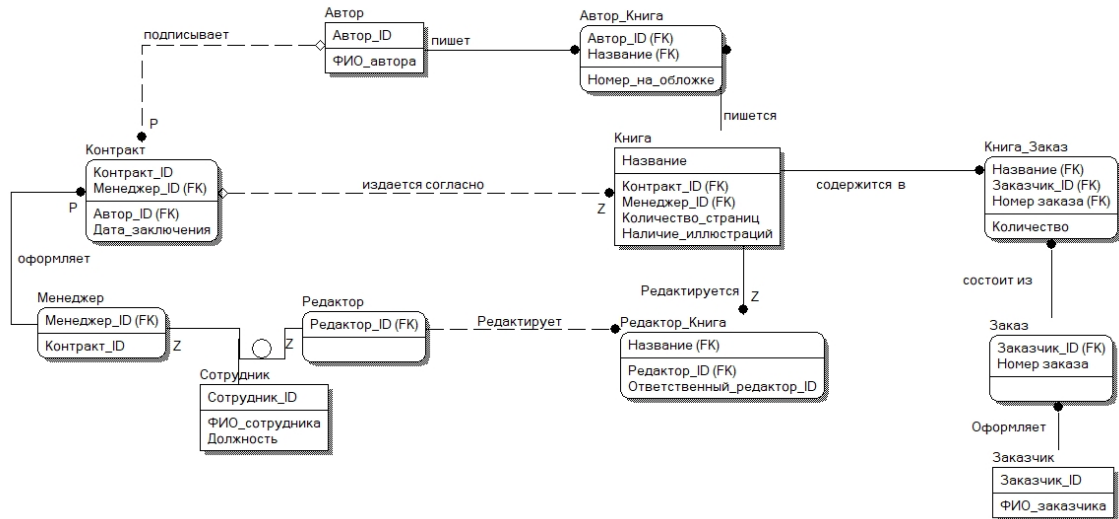 Автор
Автор_ID
ФИО_автора
подписывает
пишет
Автор_Книга
Автор_ID (FK)
Название (FK)
Номер_на_обложке
пишется
P
Контракт
Контракт_ID
Менеджер_ID (FK)
Автор_ID (FK)
Дата_заключения
P
издается согласно
Z
Книга
Название
Контракт_ID (FK)
Менеджер_ID (FK)
Количество_страниц
Наличие_иллюстраций
содержится в
Книга_Заказ
Название (FK)
Заказчик_ID (FK)
Номер заказа (FK)
Количество
оформляет
Менеджер
Менеджер_ID (FK)
Контракт_ID
Z
Редактор
Редактор_ID (FK)
Z
Редактирует
Редактируется
Z
Редактор_Книга
Название (FK)
Редактор_ID (FK)
Ответственный_редактор_ID
состоит из
Заказ
Заказчик_ID (FK)
Номер заказа
Сотрудник
Сотрудник_ID
ФИО_сотрудника
Должность
Оформляет
Заказчик
Заказчик_ID
ФИО_заказчика